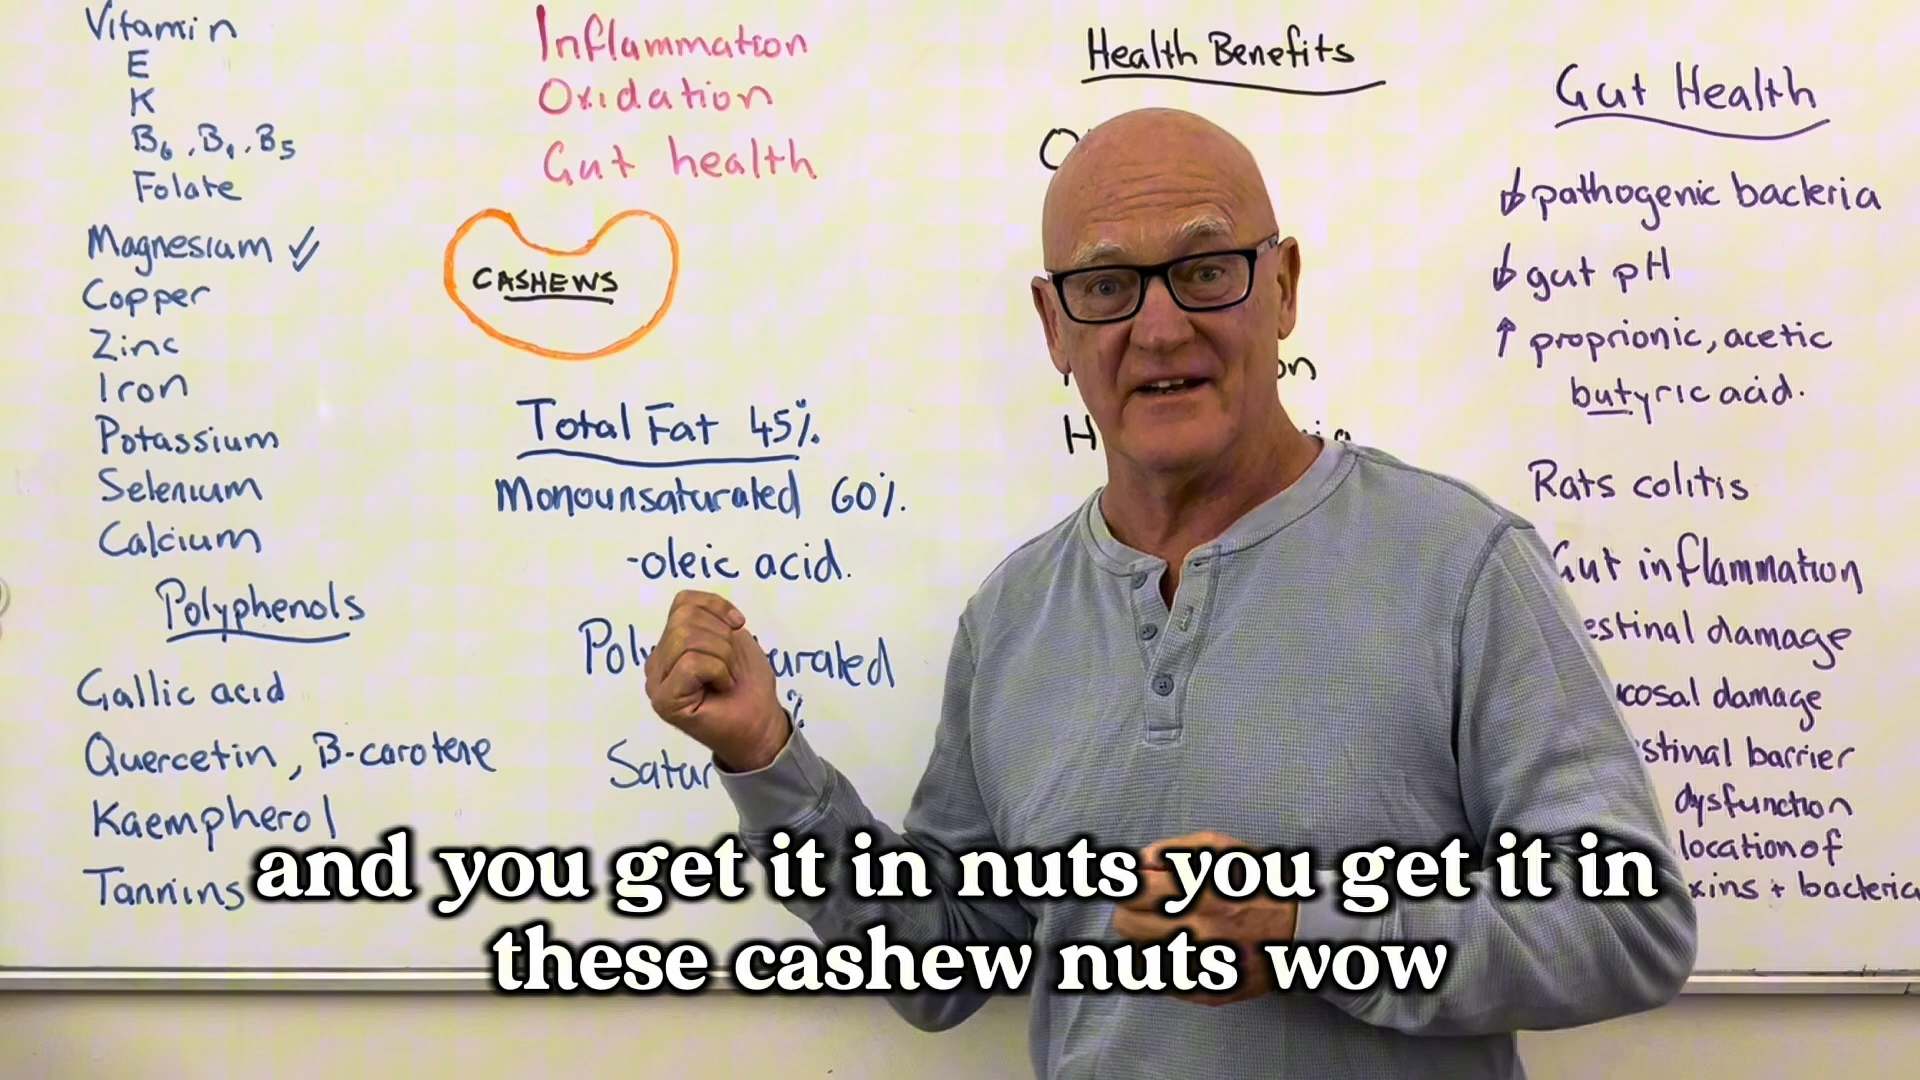 Vitamin
E
K
B6, B1, B5
Folate
Magnesium ✓
Copper
Zinc
Iron
Potassium
Selenium
Calcium
Polyphenols
Gallic acid
Quercetin, B-carotene
Kaempherol
Tannins
Inflammation
Oxidation
Gut health
CASHEWS
Total Fat 45%
Monounsaturated 60%.
-oleic acid.
Health Benefits
Gut Health
↓ pathogenic bacteria
↓ gut pH
↑ proprionic, acetic
butyric acid.
Rats colitis
Gut inflammation
damage
damage
barrier
dysfunction
of
+ bacteria
and you get it in nuts you get it in
these cashew nuts wow